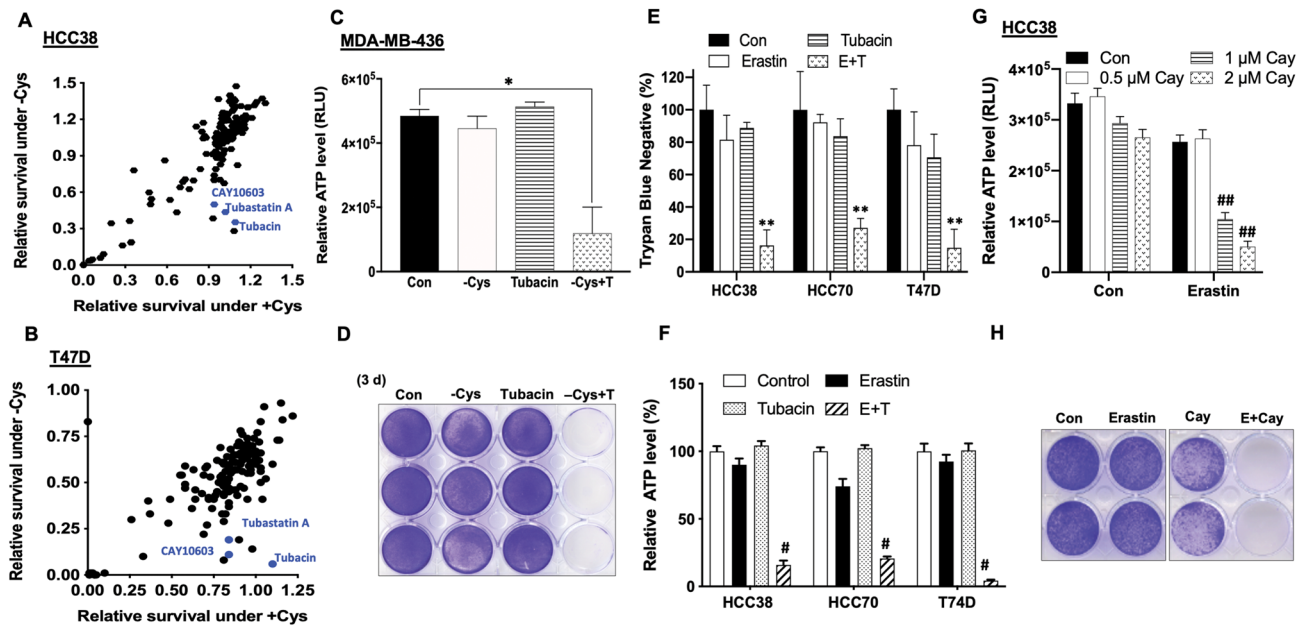 A
HCC38
Relative survival under -Cys
1.5
1.2
0.9
0.6
0.3
0.0
CAY10603
Tubastatin A
Tubacin
0.0 0.3 0.6 0.9 1.2 1.5
Relative survival under +Cys
B
T47D
Relative survival under -Cys
1.00
0.75
0.50
0.25
0.00
Tubastatin A
CAY10603
Tubacin
0.00 0.25 0.50 0.75 1.00 1.25
Relative survival under +Cys
C
MDA-MB-436
Relative ATP level (RLU)
6×10⁵
4×10⁵
2×10⁵
0
*
Con -Cys Tubacin -Cys+T
D
(3 d)
Con -Cys Tubacin –Cys+T
E
Con Tubacin
Erastin E+T
Trypan Blue Negative (%)
120
100
80
60
40
20
0
** ** **
HCC38 HCC70 T47D
F
Control Erastin
Tubacin E+T
Relative ATP level (%)
150
100
50
0
# # #
HCC38 HCC70 T74D
G
HCC38
Con 1 µM Cay
0.5 µM Cay 2 µM Cay
Relative ATP level (RLU)
4×10⁵
3×10⁵
2×10⁵
1×10⁵
0
##
##
Con Erastin
H
Con Erastin Cay E+Cay